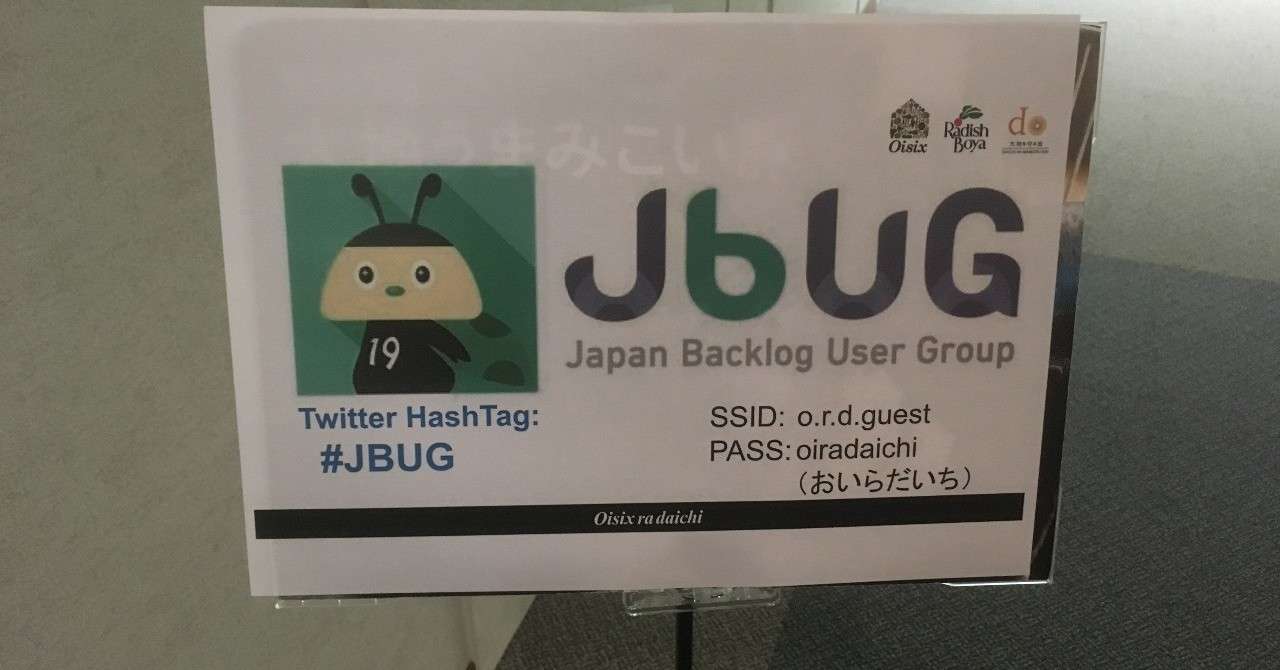 Oisix
Radish
Boya
do
JbUG
Japan Backlog User Group
19
Twitter HashTag:
#JBUG
SSID: o.r.d.guest
PASS: oiradaichi
(おいらだいち)
Oisix ra daichi